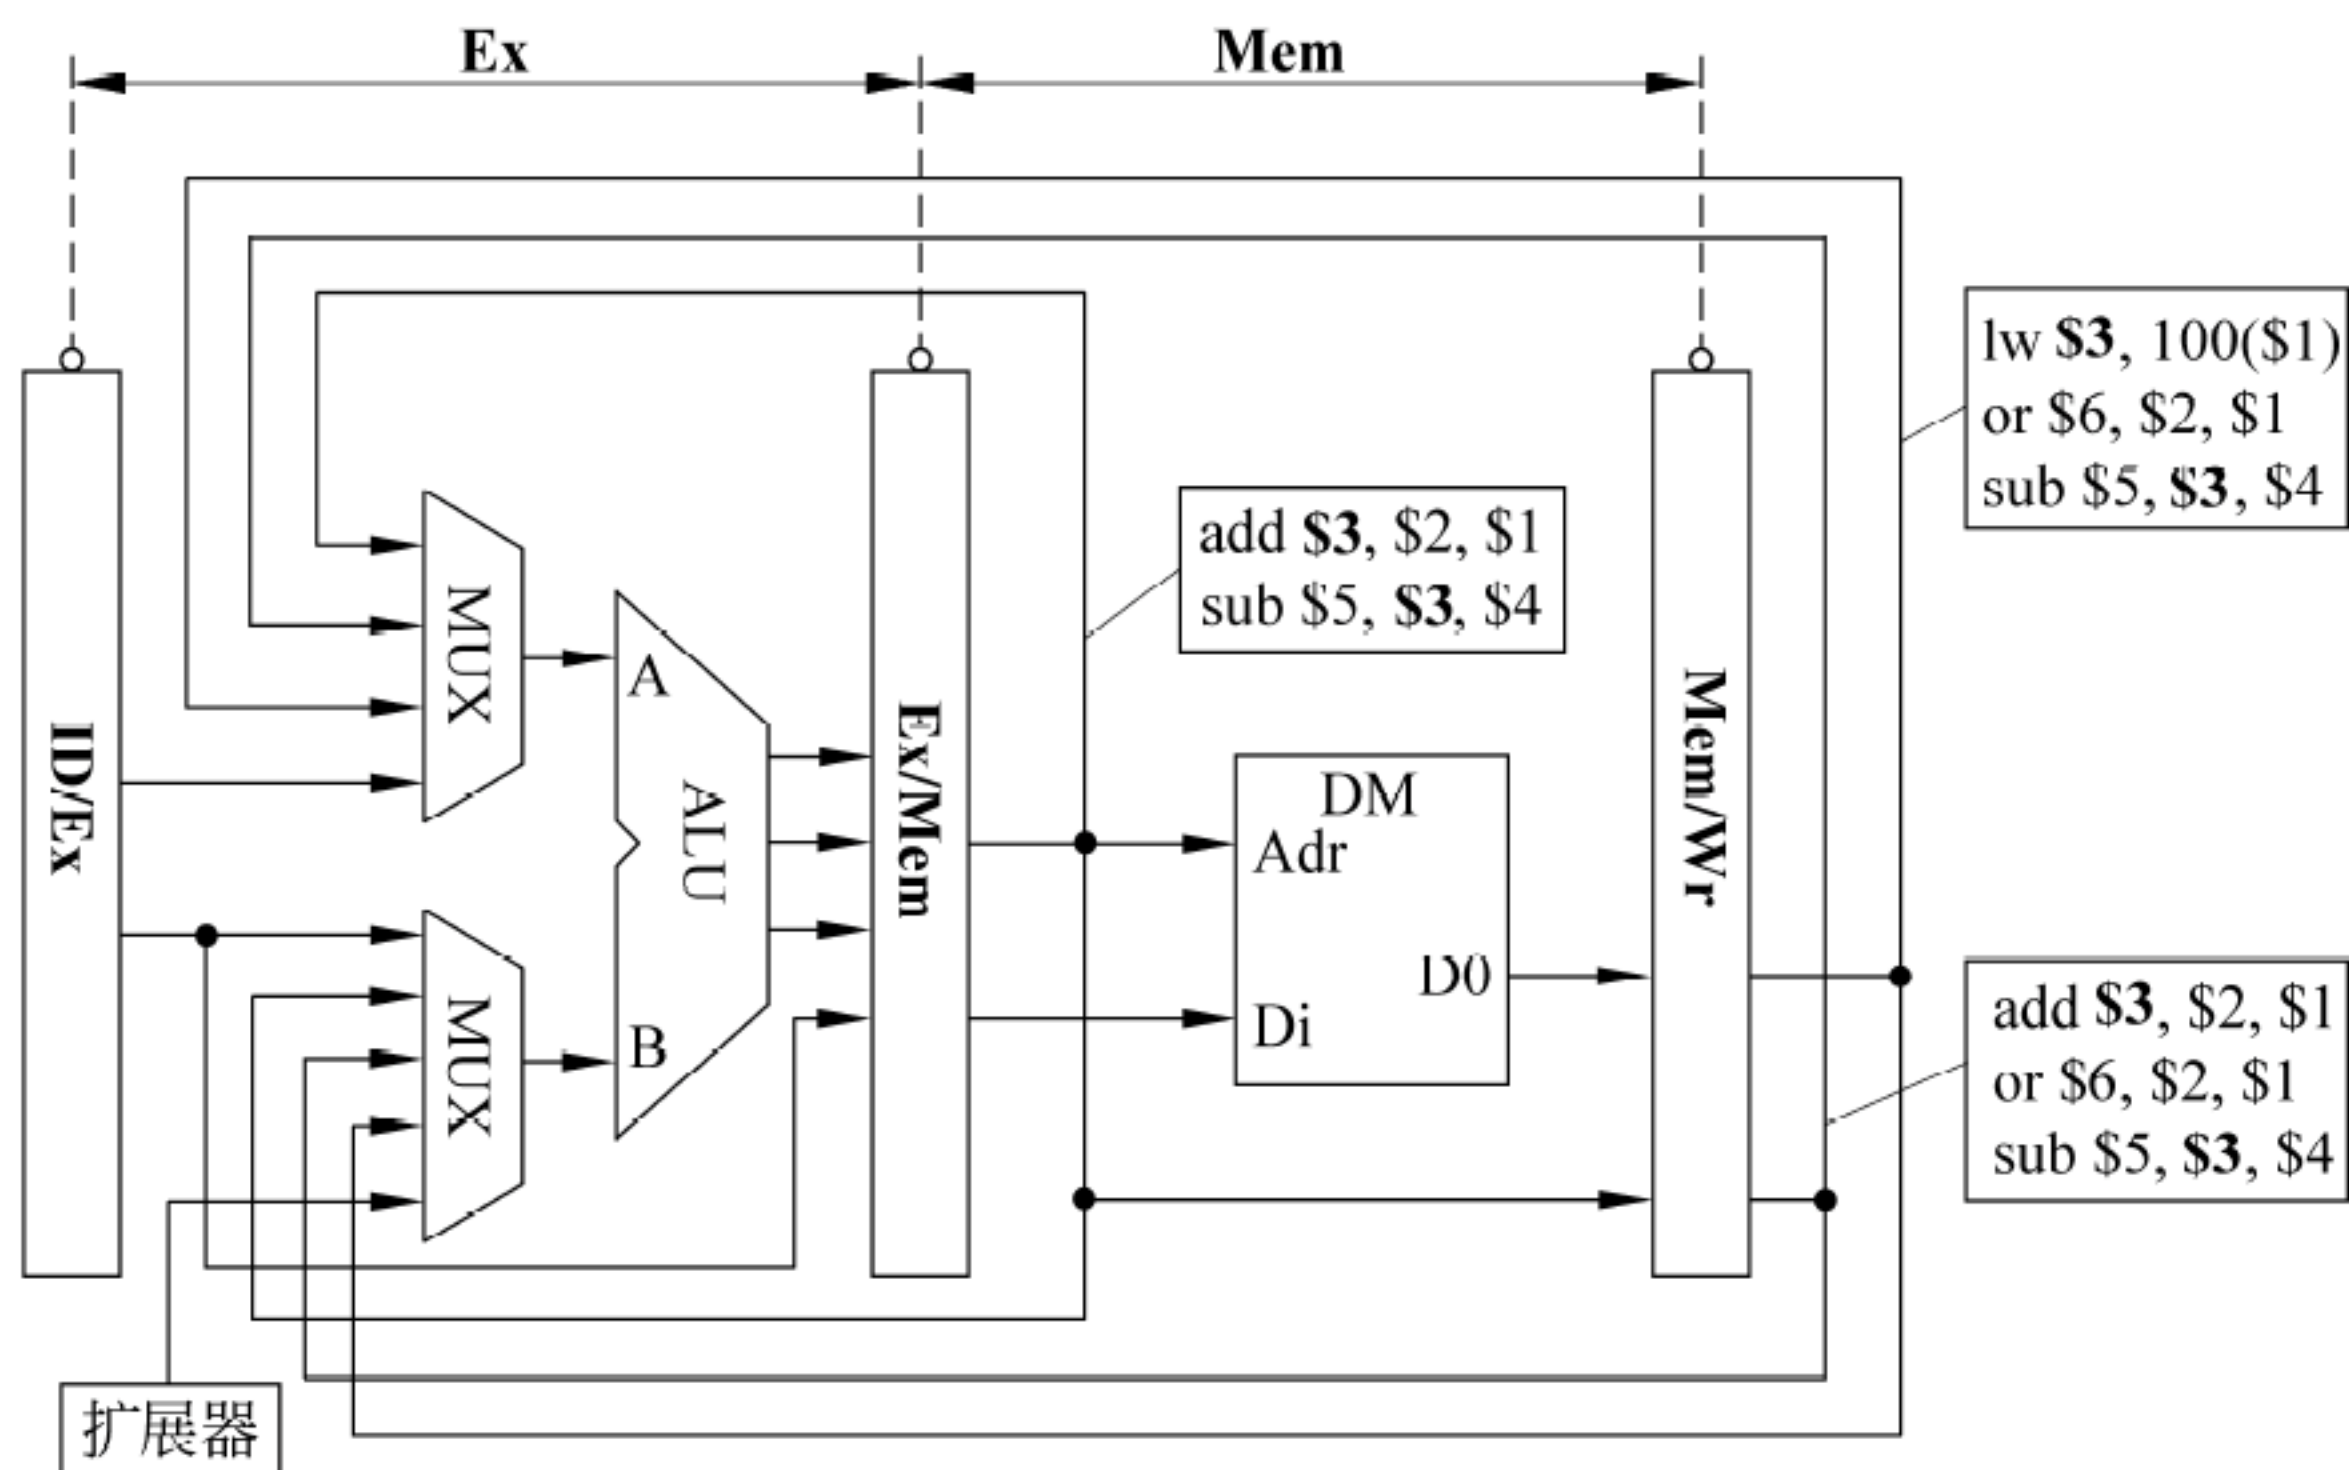 Ex
Mem
lw $3, 100($1)
or $6, $2, $1
sub $5, $3, $4
add $3, $2, $1
sub $5, $3, $4
MUX
A
ID/Ex
ALU
Ex/Mem
DM
Adr
Mem/Wr
MUX
B
D0
Di
add $3, $2, $1
or $6, $2, $1
sub $5, $3, $4
扩展器